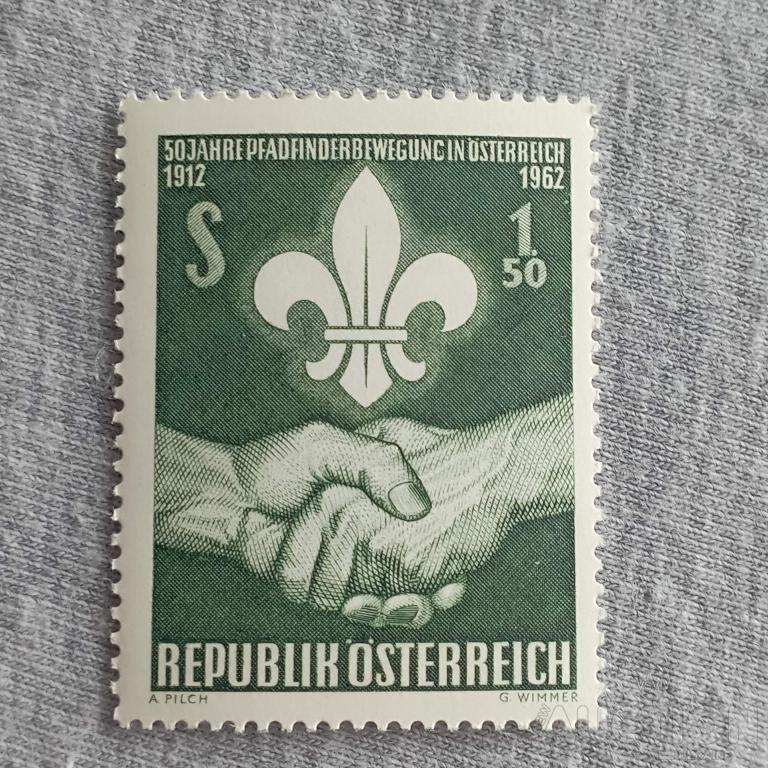 50 JAHRE PFADFINDERBEWEGUNG IN ÖSTERREICH
1912 1962
S 1.50
REPUBLIK ÖSTERREICH
A. PILCH G. WIMMER